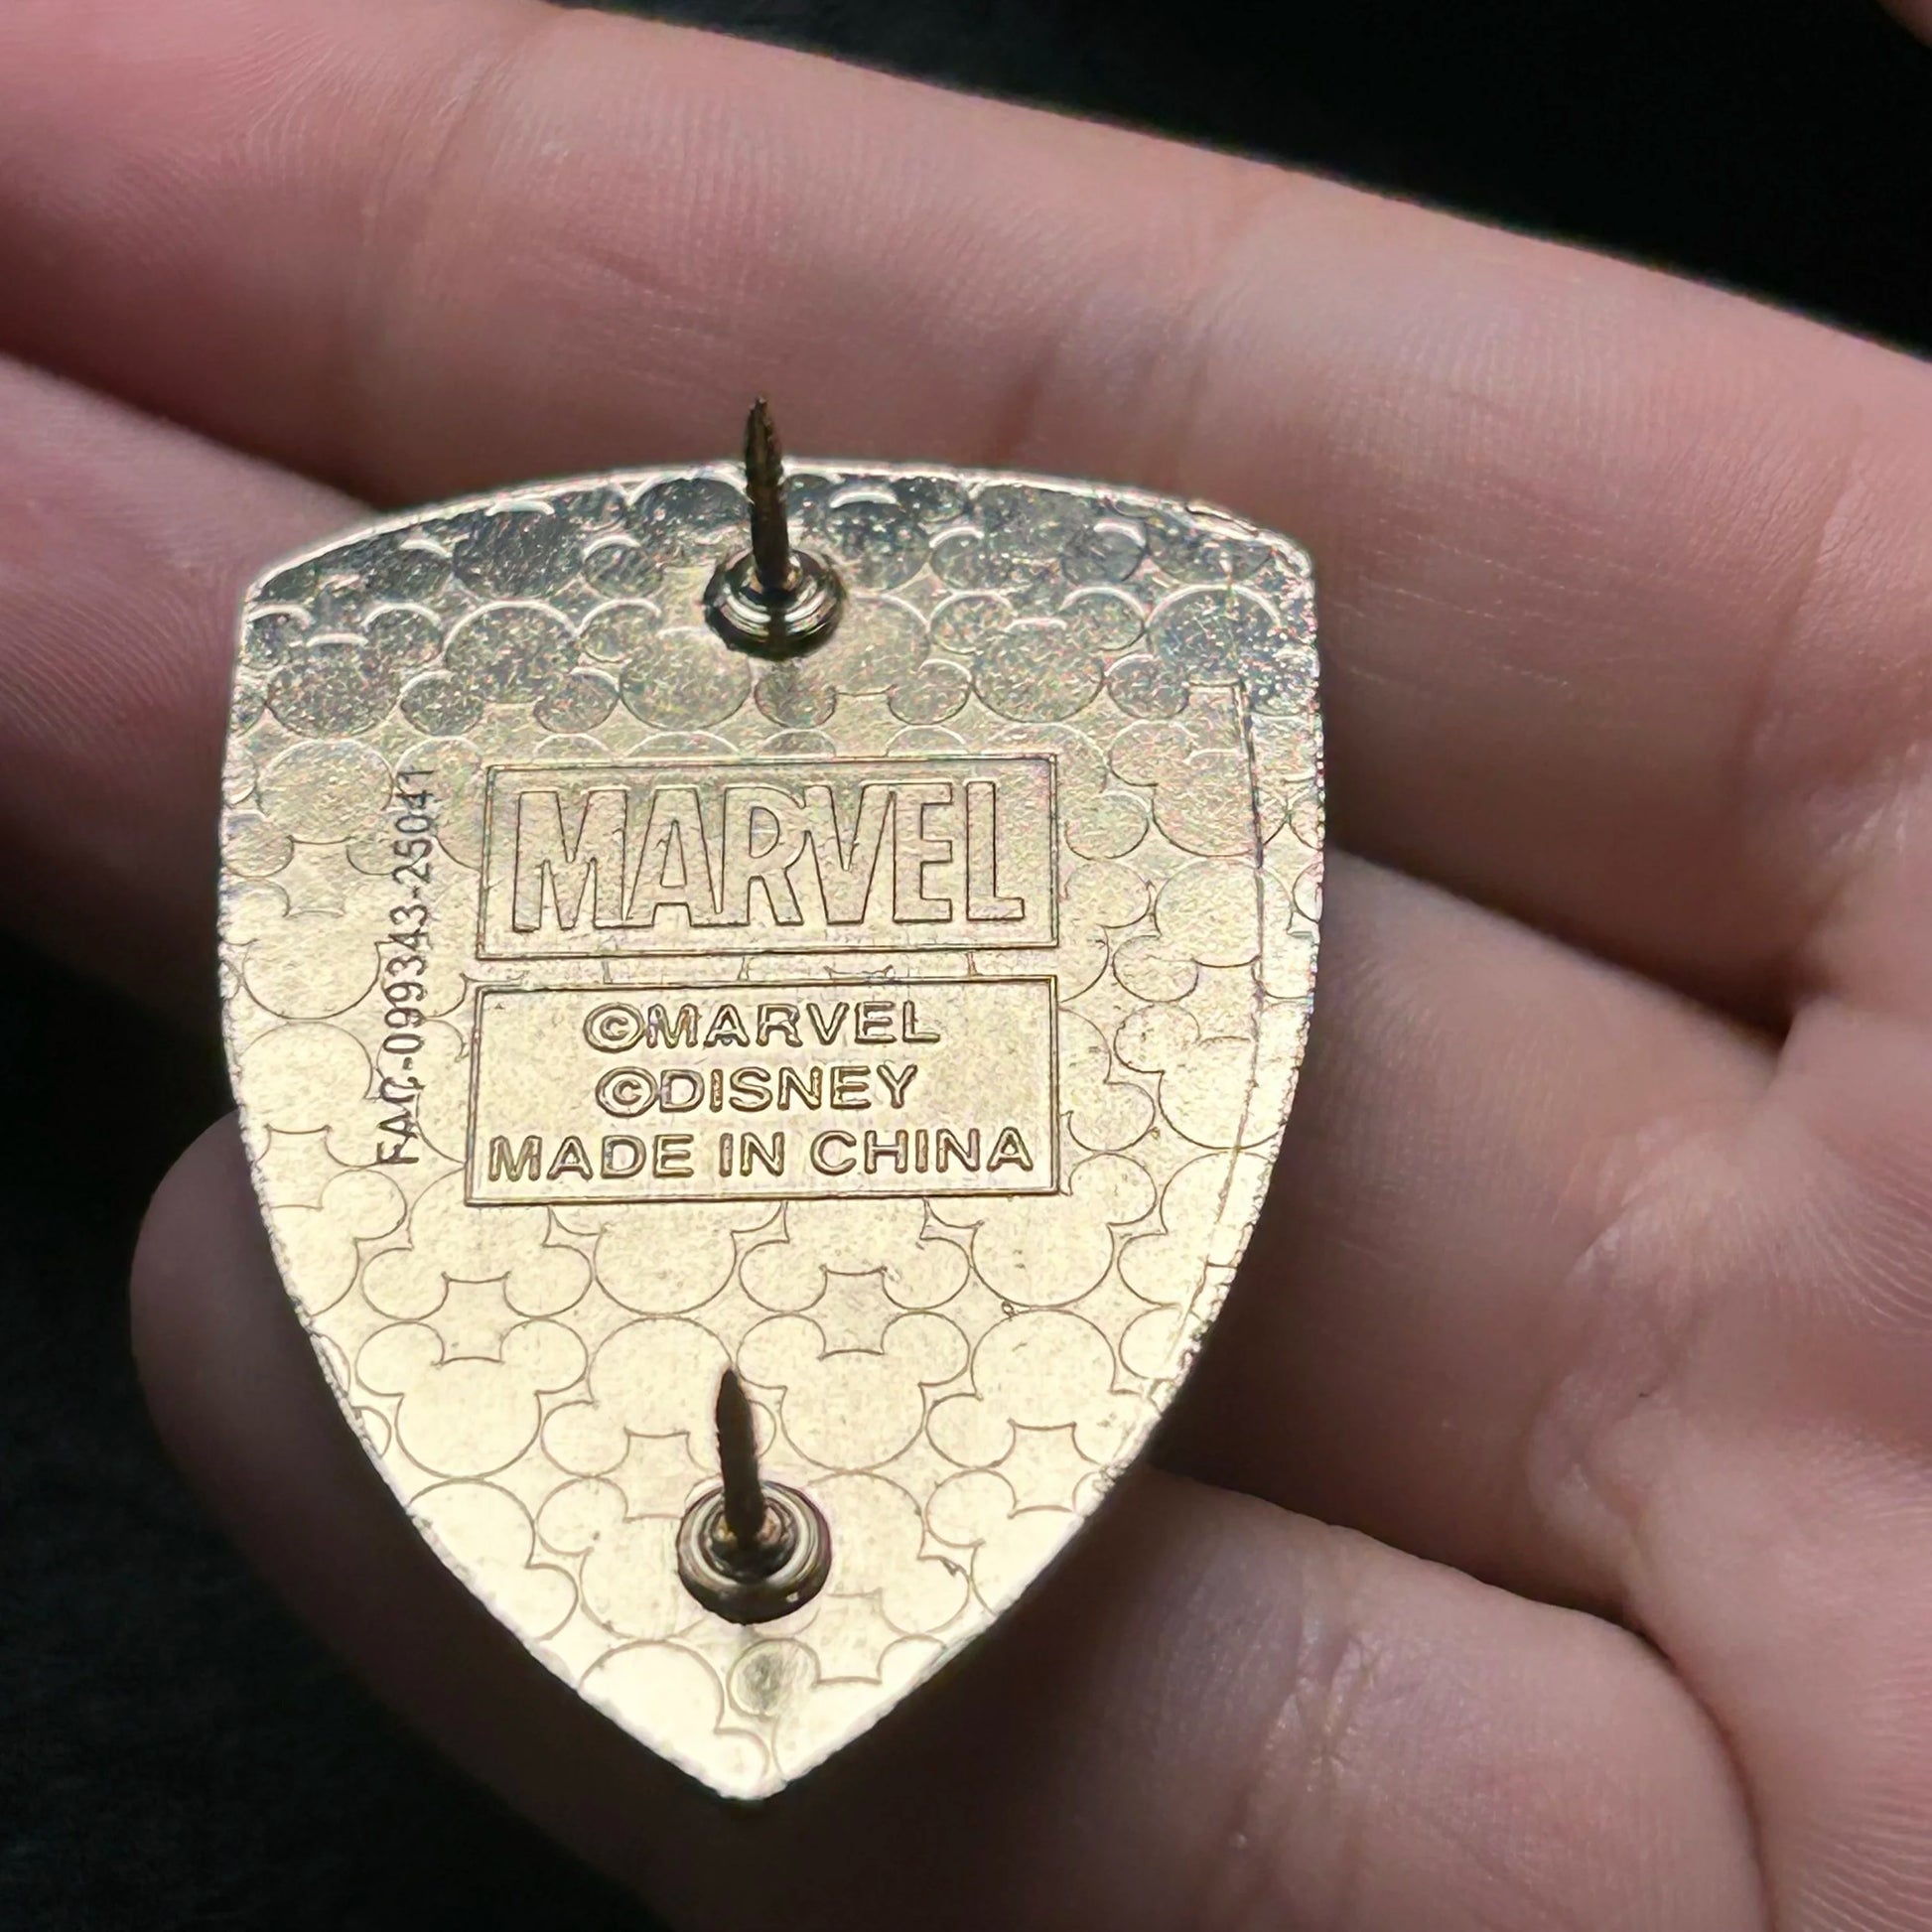 MARVEL
©MARVEL
©DISNEY
MADE IN CHINA
FAC-099343-25041